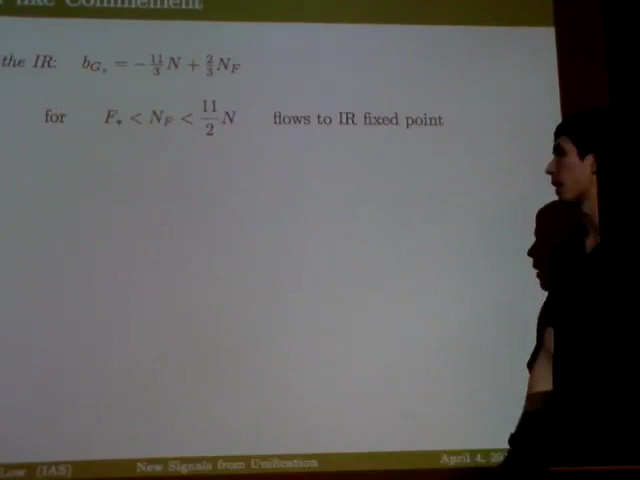 like Confinement
the IR: b_{G_*} = -\frac{11}{3}N + \frac{2}{3}N_F
for F_* < N_F < \frac{11}{2}N flows to IR fixed point
Low (IAS) New Signals from Unification April 4, 20